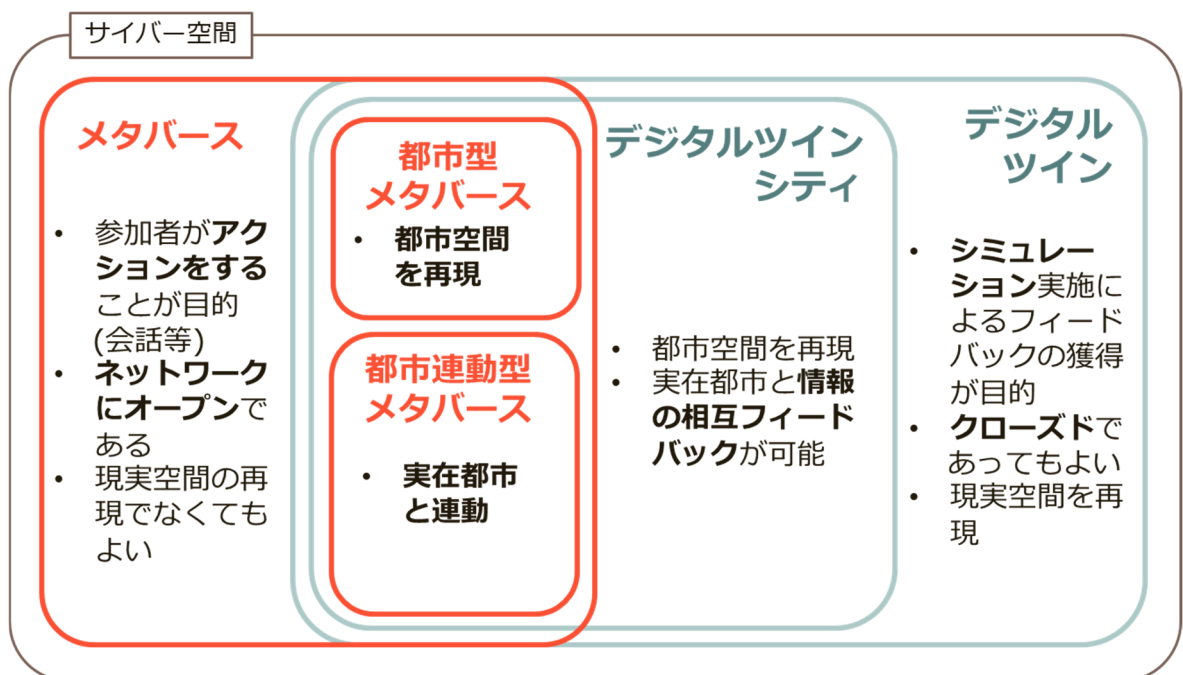 サイバー空間
メタバース
• 参加者がアク
ションをする
ことが目的
(会話等)
• ネットワーク
にオープンで
ある
• 現実空間の再
現でなくても
よい
都市型
メタバース
• 都市空間
を再現
都市連動型
メタバース
• 実在都市
と連動
デジタルツイン
シティ
• 都市空間を再現
• 実在都市と情報
の相互フィード
バックが可能
デジタル
ツイン
• シミュレー
ション実施に
よるフィード
バックの獲得
が目的
• クローズドで
あってもよい
• 現実空間を再
現